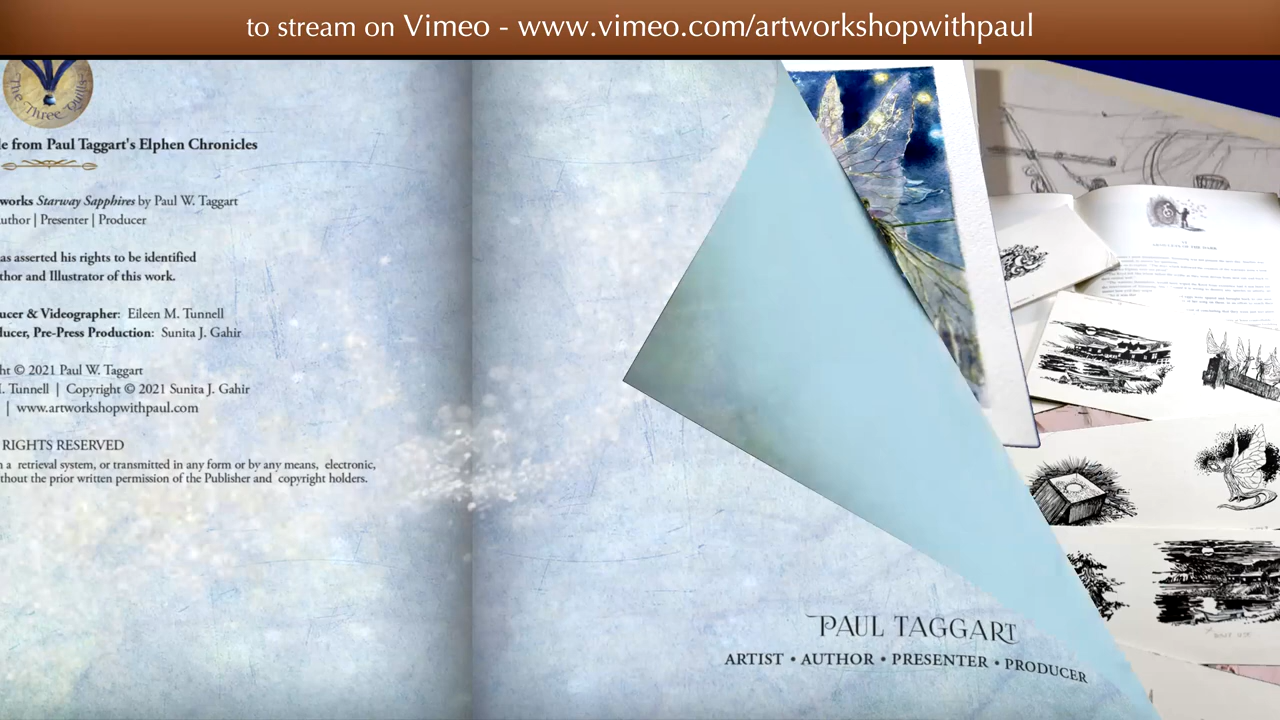 to stream on Vimeo - www.vimeo.com/artworkshopwithpaul
The Three Quills
e from Paul Taggart's Elphen Chronicles
works Starway Sapphires by Paul W. Taggart
uthor | Presenter | Producer
as asserted his rights to be identified
thor and Illustrator of this work.
ucer & Videographer: Eileen M. Tunnell
lucer, Pre-Press Production: Sunita J. Gahir
ht © 2021 Paul W. Taggart
I. Tunnell | Copyright © 2021 Sunita J. Gahir
| www.artworkshopwithpaul.com
RIGHTS RESERVED
n a retrieval system, or transmitted in any form or by any means, electronic,
thout the prior written permission of the Publisher and copyright holders.
PAUL TAGGART
ARTIST • AUTHOR • PRESENTER • PRODUCER